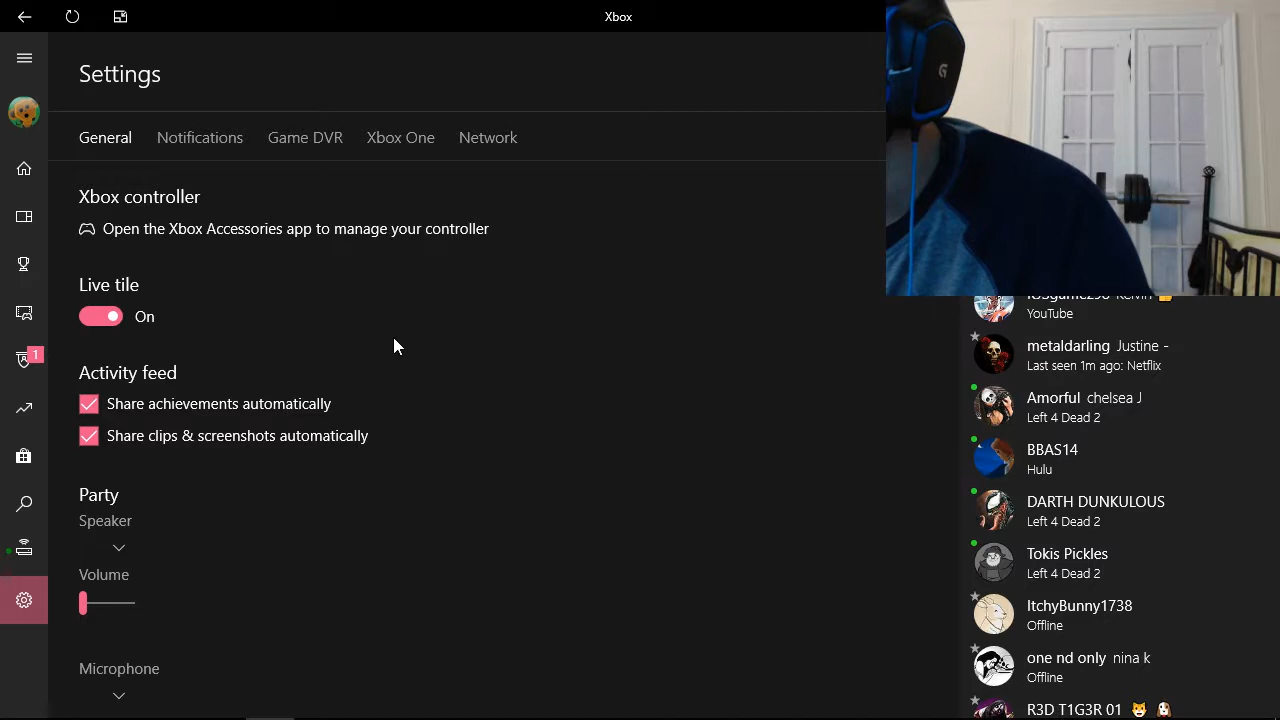 Xbox
Settings
General Notifications Game DVR Xbox One Network
Xbox controller
Open the Xbox Accessories app to manage your controller
Live tile
On
Activity feed
Share achievements automatically
Share clips & screenshots automatically
Party
Speaker
Volume
Microphone
1
G
YouTube
metaldarling Justine -
Last seen 1m ago: Netflix
Amorful chelsea J
Left 4 Dead 2
BBAS14
Hulu
DARTH DUNKULOUS
Left 4 Dead 2
Tokis Pickles
Left 4 Dead 2
ItchyBunny1738
Offline
one nd only nina k
Offline
R3D T1G3R 01